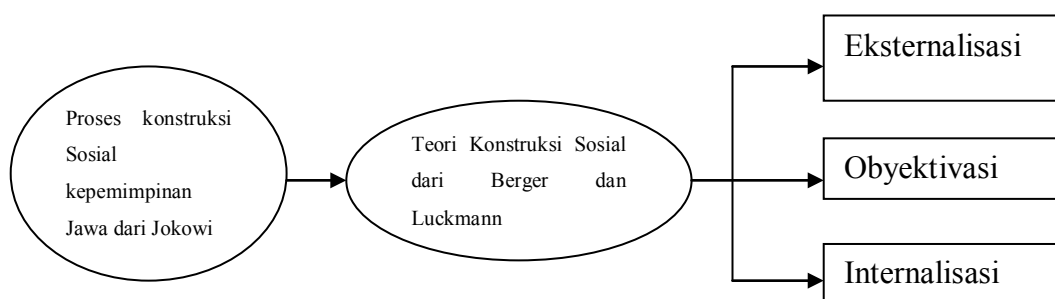 Proses konstruksi
Sosial
kepemimpinan
Jawa dari Jokowi
Teori Konstruksi Sosial
dari Berger dan
Luckmann
Eksternalisasi
Obyektivasi
Internalisasi